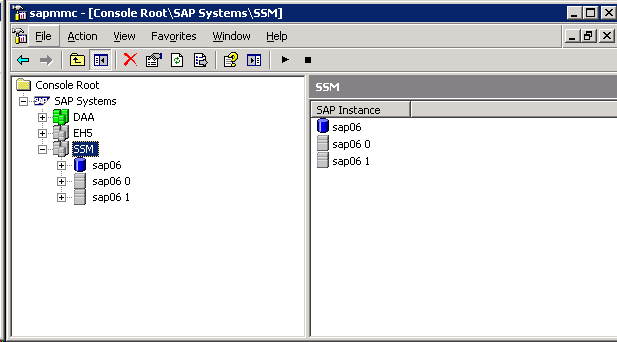 sapmmc - [Console Root\SAP Systems\SSM]
File Action View Favorites Window Help
Console Root
SAP SAP Systems
DAA
EH5
SSM
sap06
sap06 0
sap06 1
SSM
SAP Instance
sap06
sap06 0
sap06 1